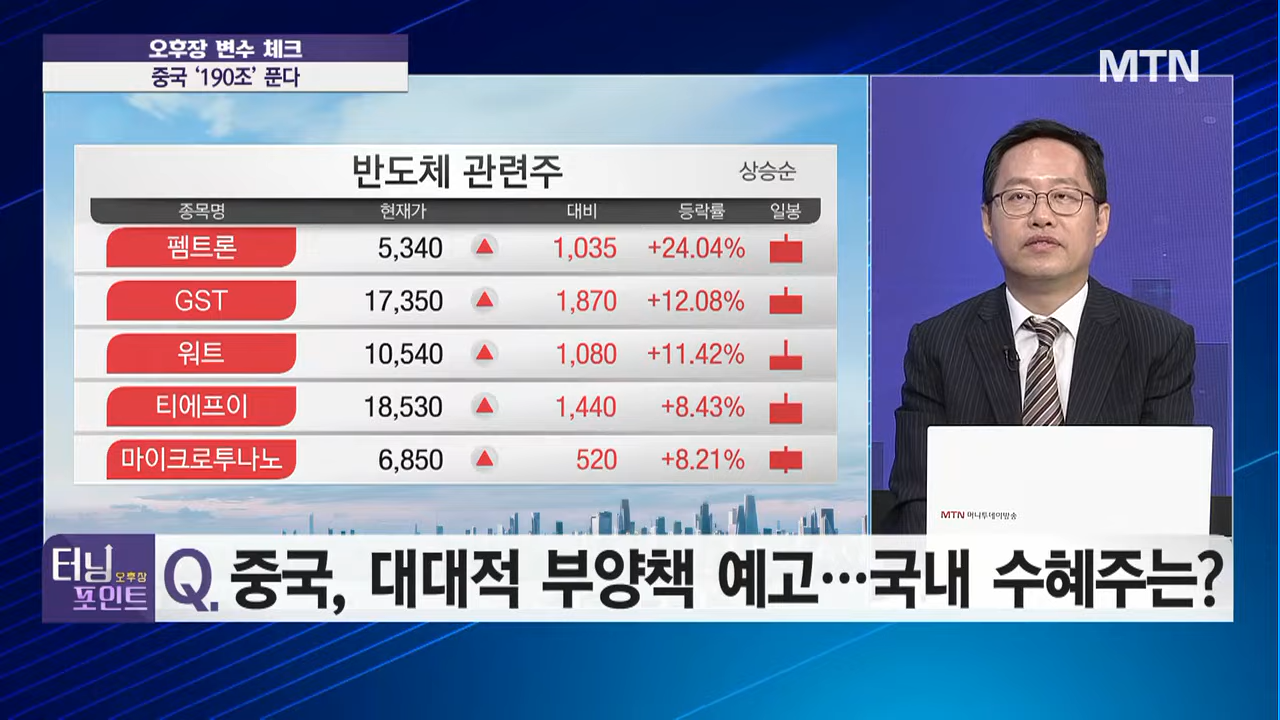 오후장 변수 체크
중국 ‘190조’ 푼다
MTN
반도체 관련주 상승순
종목명 현재가 대비 등락률 일봉
펨트론 5,340 ▲ 1,035 +24.04%
GST 17,350 ▲ 1,870 +12.08%
워트 10,540 ▲ 1,080 +11.42%
티에프이 18,530 ▲ 1,440 +8.43%
마이크로투나노 6,850 ▲ 520 +8.21%
MTN 머니투데이방송
터닝 오후장
포인트
Q. 중국, 대대적 부양책 예고…국내 수혜주는?